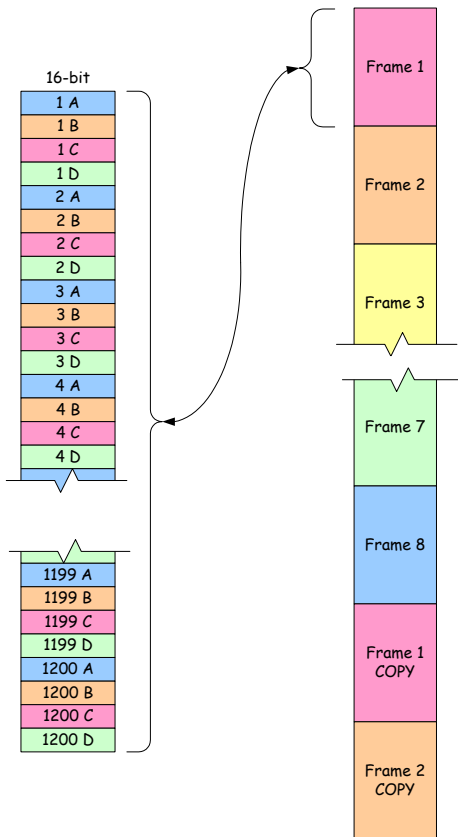 16-bit
1 A
1 B
1 C
1 D
2 A
2 B
2 C
2 D
3 A
3 B
3 C
3 D
4 A
4 B
4 C
4 D
1199 A
1199 B
1199 C
1199 D
1200 A
1200 B
1200 C
1200 D
Frame 1
Frame 2
Frame 3
Frame 7
Frame 8
Frame 1
COPY
Frame 2
COPY